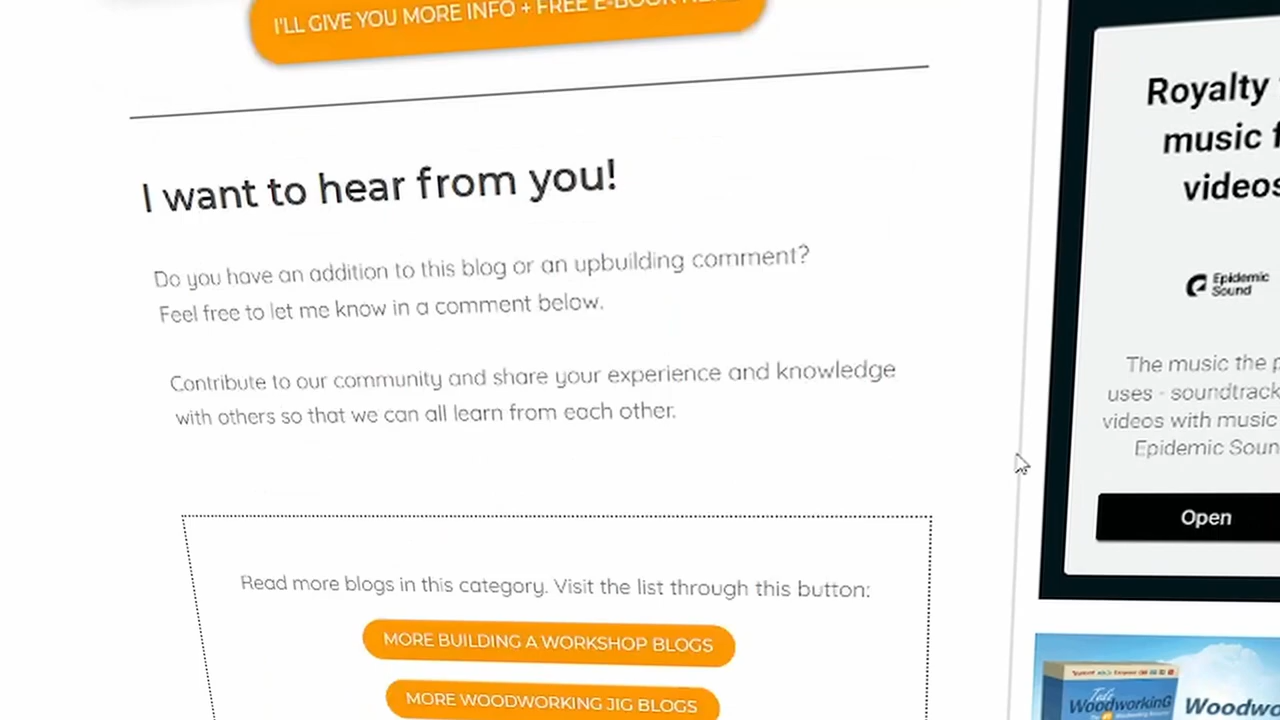 I'LL GIVE YOU MORE INFO + FREE E-BOOK
I want to hear from you!
Do you have an addition to this blog or an upbuilding comment?
Feel free to let me know in a comment below.
Contribute to our community and share your experience and knowledge
with others so that we can all learn from each other.
Read more blogs in this category. Visit the list through this button:
MORE BUILDING A WORKSHOP BLOGS
MORE WOODWORKING JIG BLOGS
Royalty
music
videos
Epidemic
Sound
The music the
uses - soundtrack
videos with music
Epidemic Soun
Open
WoodworkinG
Woodwo